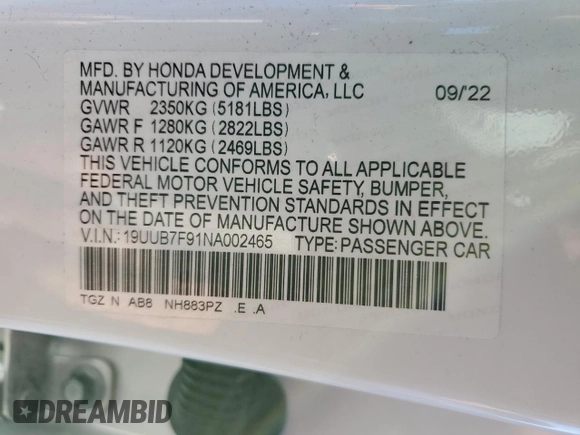 MFD. BY HONDA DEVELOPMENT &
MANUFACTURING OF AMERICA, LLC 09/'22
GVWR 2350KG (5181LBS)
GAWR F 1280KG (2822LBS)
GAWR R 1120KG (2469LBS)
THIS VEHICLE CONFORMS TO ALL APPLICABLE
FEDERAL MOTOR VEHICLE SAFETY, BUMPER,
AND THEFT PREVENTION STANDARDS IN EFFECT
ON THE DATE OF MANUFACTURE SHOWN ABOVE.
V.I.N.: 19UUB7F91NA002465 TYPE: PASSENGER CAR
TGZ N AB8 NH883PZ .E .A
DREAMBID